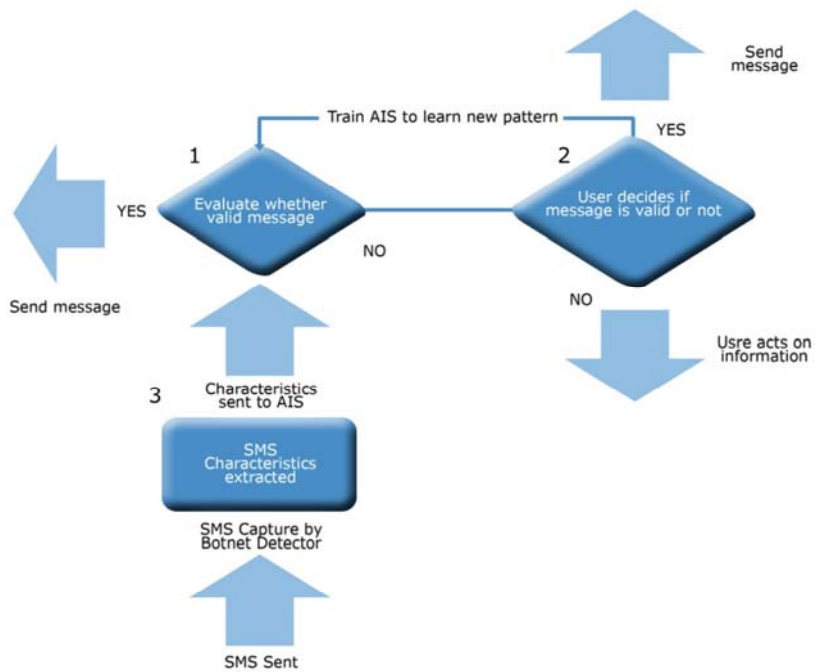 Send
message
Train AIS to learn new pattern
YES
1
2
Evaluate whether
valid message
User decides if
message is valid or not
YES
NO
NO
Send message
Usre acts on
information
Characteristics
sent to AIS
3
SMS
Characteristics
extracted
SMS Capture by
Botnet Detector
SMS Sent